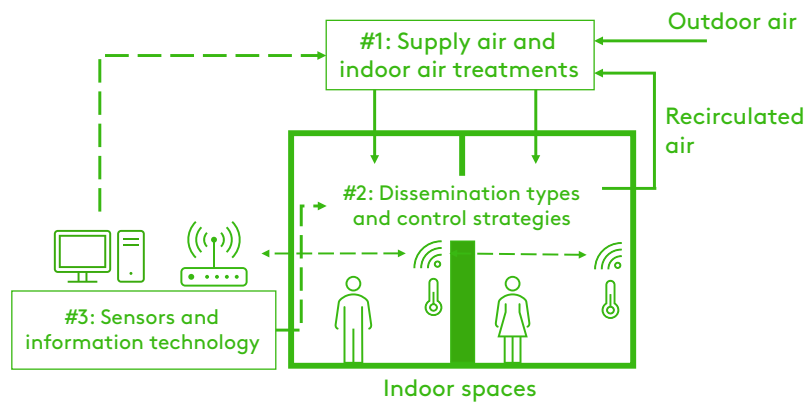 Outdoor air
#1: Supply air and
indoor air treatments
Recirculated
air
#2: Dissemination types
and control strategies
#3: Sensors and
information technology
Indoor spaces